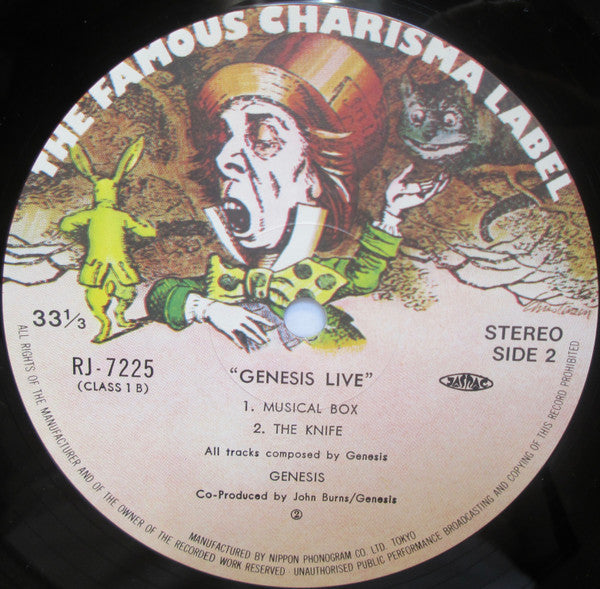 THE FAMOUS CHARISMA LABEL
33⅓
STEREO
SIDE 2
RJ-7225
(CLASS 1 B)
JASRAC
"GENESIS LIVE"
1. MUSICAL BOX
2. THE KNIFE
All tracks composed by Genesis
GENESIS
Co-Produced by John Burns/Genesis
②
ALL RIGHTS OF THE MANUFACTURER AND OF THE OWNER OF THE RECORDED WORK RESERVED · UNAUTHORISED PUBLIC PERFORMANCE BROADCASTING AND COPYING OF THIS RECORD PROHIBITED
MANUFACTURED BY NIPPON PHONOGRAM CO. LTD. TOKYO